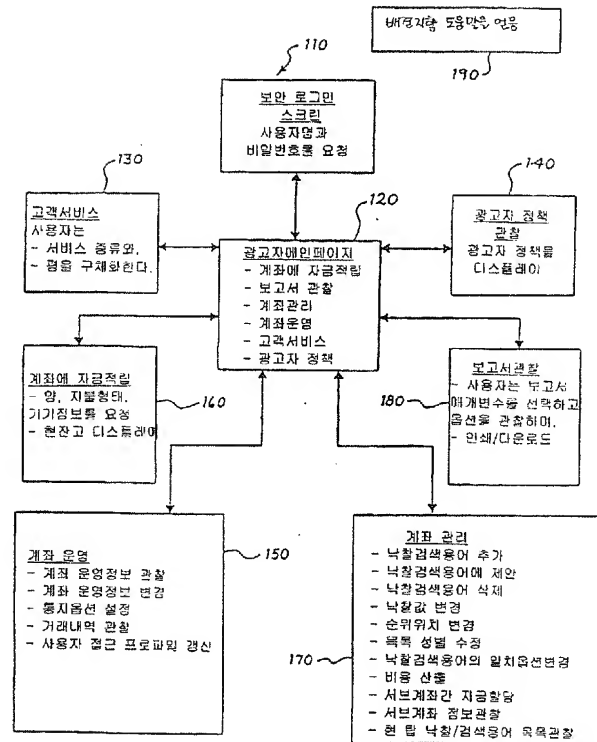 110
190
보안 로그인
스크린
사용자명과
비밀번호를 요청
130
고객서비스
사용자는
- 서비스 종류와,
- 평을 구체화한다.
120
광고자메인페이지
- 계좌에 자금적립
- 보고서 관찰
- 계좌관리
- 계좌운영
- 고객서비스
- 광고자 정책
140
광고자 정책
관찰
광고자 정책을
디스플레이
계좌에 자금적립
- 양, 지불형태,
정보를 요청
- 현잔고 디스플레이
160
보고서관찰
- 사용자는 보고서
매개변수를 선택하고
옵션을 관찰하며,
- 인쇄/다운로드
180
계좌 운영
- 계좌 운영정보 관찰
- 계좌 운영정보 변경
- 통지옵션 설정
- 거래내역 관찰
- 사용자 접근 프로파일 갱신
150
계좌 관리
- 낙찰검색용어 추가
- 낙찰검색용어에 제안
- 낙찰검색용어 삭제
- 낙찰값 변경
- 순위위치 변경
- 목록 성별 수정
- 낙찰검색용어의 일치옵션변경
- 비용 산출
- 서브계좌간 자금할당
- 서브계좌 정보관찰
- 현 탑 낙찰/검색용어 목록관찰
170